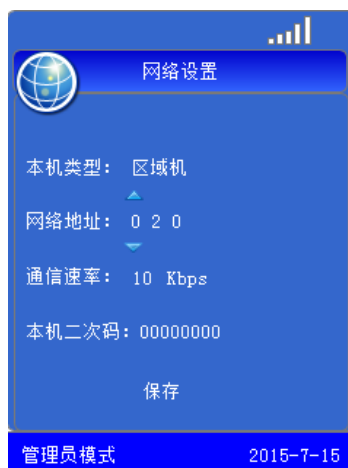 网络设置
本机类型： 区域机
网络地址： 0 2 0
通信速率： 10 Kbps
本机二次码：00000000
保存
管理员模式 2015-7-15